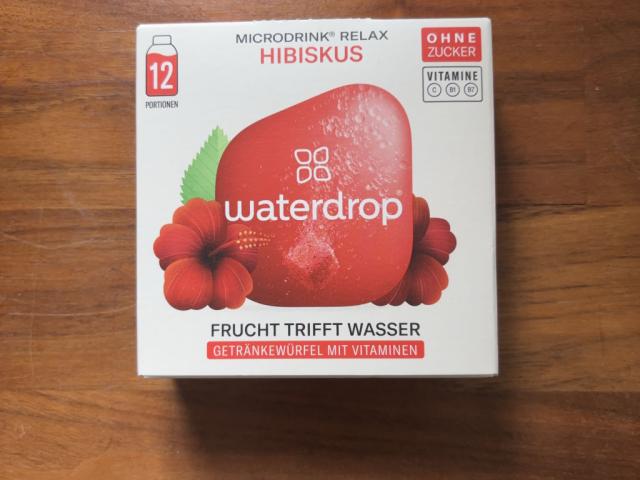 MICRODRINK® RELAX
HIBISKUS
12
PORTIONEN
OHNE
ZUCKER
VITAMINE
C B1 B7
waterdrop®
FRUCHT TRIFFT WASSER
GETRÄNKEWÜRFEL MIT VITAMINEN